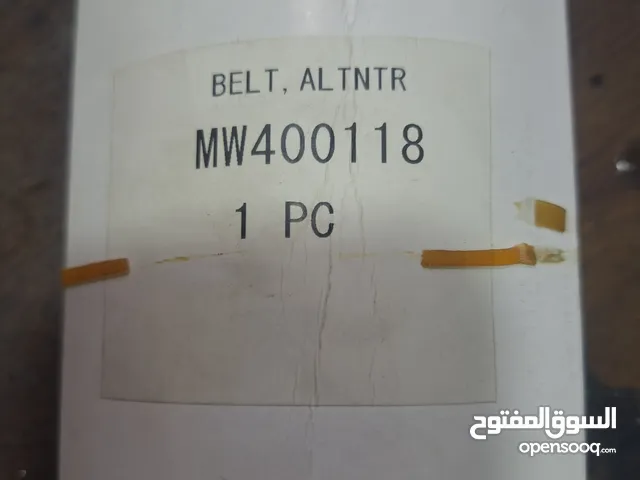 BELT, ALTNTR
MW400118
1 PC
السوق المفتوح
opensooq.com